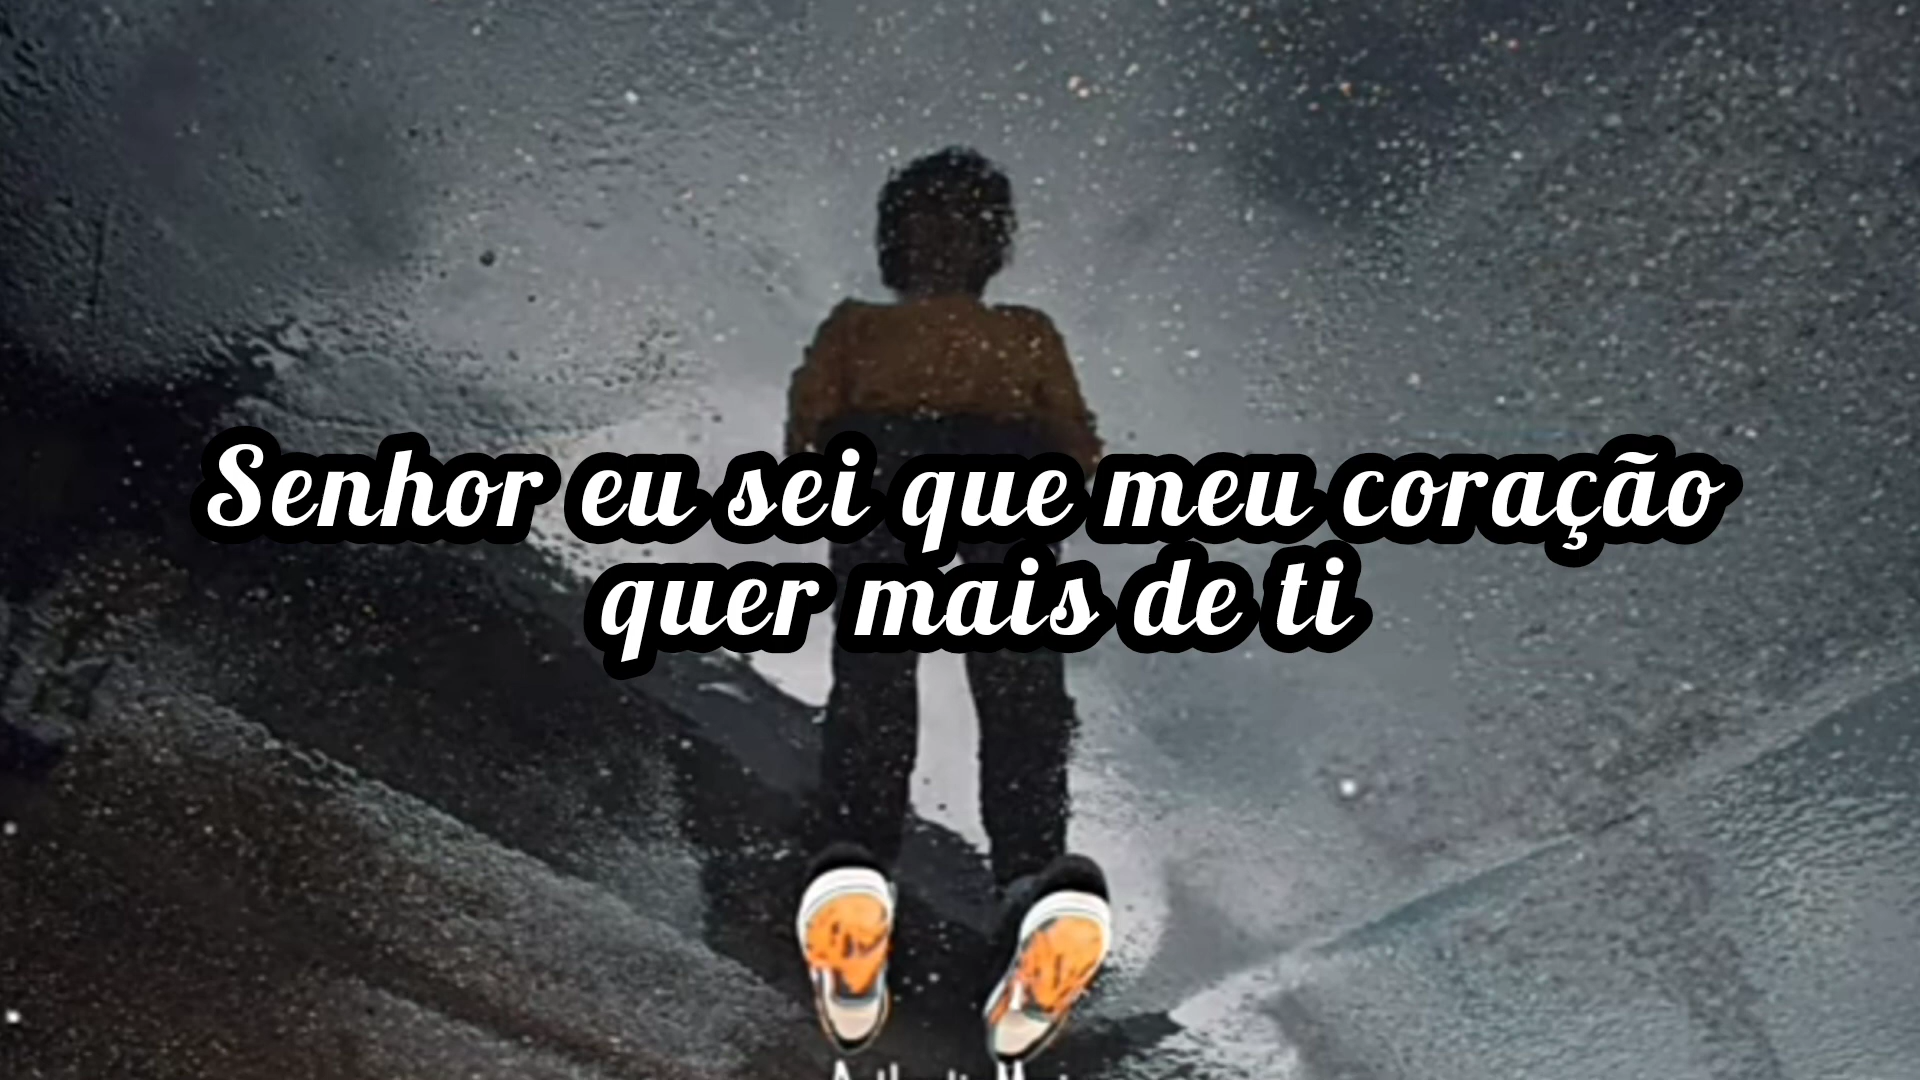 Senhor eu sei que meu coração
quer mais de ti